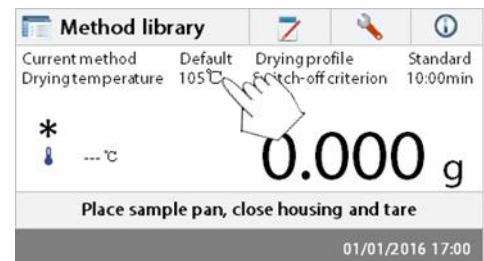 Method library
Current method Default Drying profile Standard
Drying temperature 105℃ Switch-off criterion 10:00min
*
--- ℃
0.000 g
Place sample pan, close housing and tare
01/01/2016 17:00